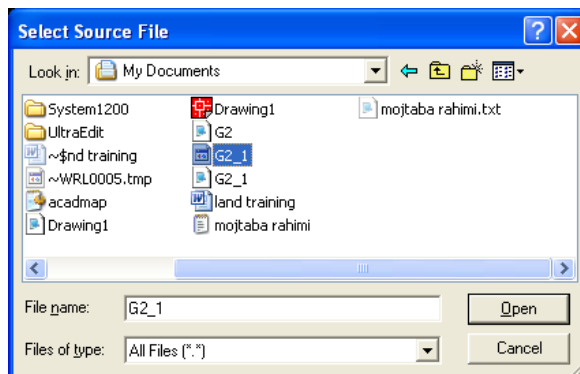 Select Source File
Look in: My Documents
System1200 Drawing1 mojtaba rahimi.txt
UltraEdit G2
~$nd training G2_1
~WRL0005.tmp G2_1
acadmap land training
Drawing1 mojtaba rahimi
File name: G2_1 Open
Files of type: All Files (*.*) Cancel